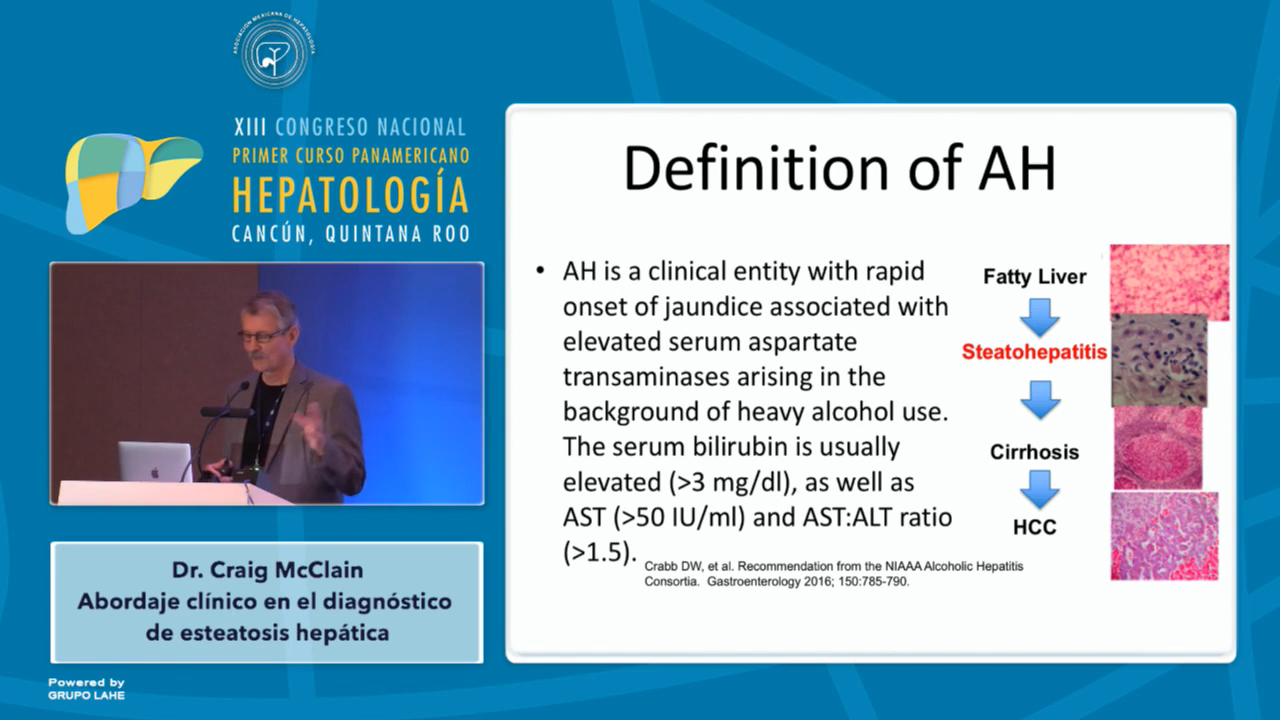 ASOCIACIÓN MEXICANA DE HEPATOLOGÍA
XIII CONGRESO NACIONAL
PRIMER CURSO PANAMERICANO
HEPATOLOGÍA
CANCÚN, QUINTANA ROO
Dr. Craig McClain
Abordaje clínico en el diagnóstico
de esteatosis hepática
Powered by
GRUPO LAHE
Definition of AH
• AH is a clinical entity with rapid
onset of jaundice associated with
elevated serum aspartate
transaminases arising in the
background of heavy alcohol use.
The serum bilirubin is usually
elevated (>3 mg/dl), as well as
AST (>50 IU/ml) and AST:ALT ratio
(>1.5).
Fatty Liver
Steatohepatitis
Cirrhosis
HCC
Crabb DW, et al. Recommendation from the NIAAA Alcoholic Hepatitis
Consortia. Gastroenterology 2016; 150:785-790.